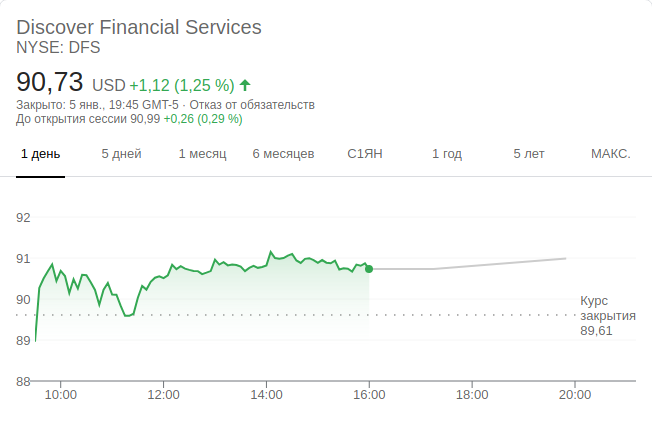 Discover Financial Services
NYSE: DFS
90,73 USD +1,12 (1,25 %)
Закрыто: 5 янв., 19:45 GMT-5 · Отказ от обязательств
До открытия сессии 90,99 +0,26 (0,29 %)
1 день 5 дней 1 месяц 6 месяцев С1ЯН 1 год 5 лет МАКС.
92
91
90
Курс
закрытия
89,61
89
88
10:00 12:00 14:00 16:00 18:00 20:00